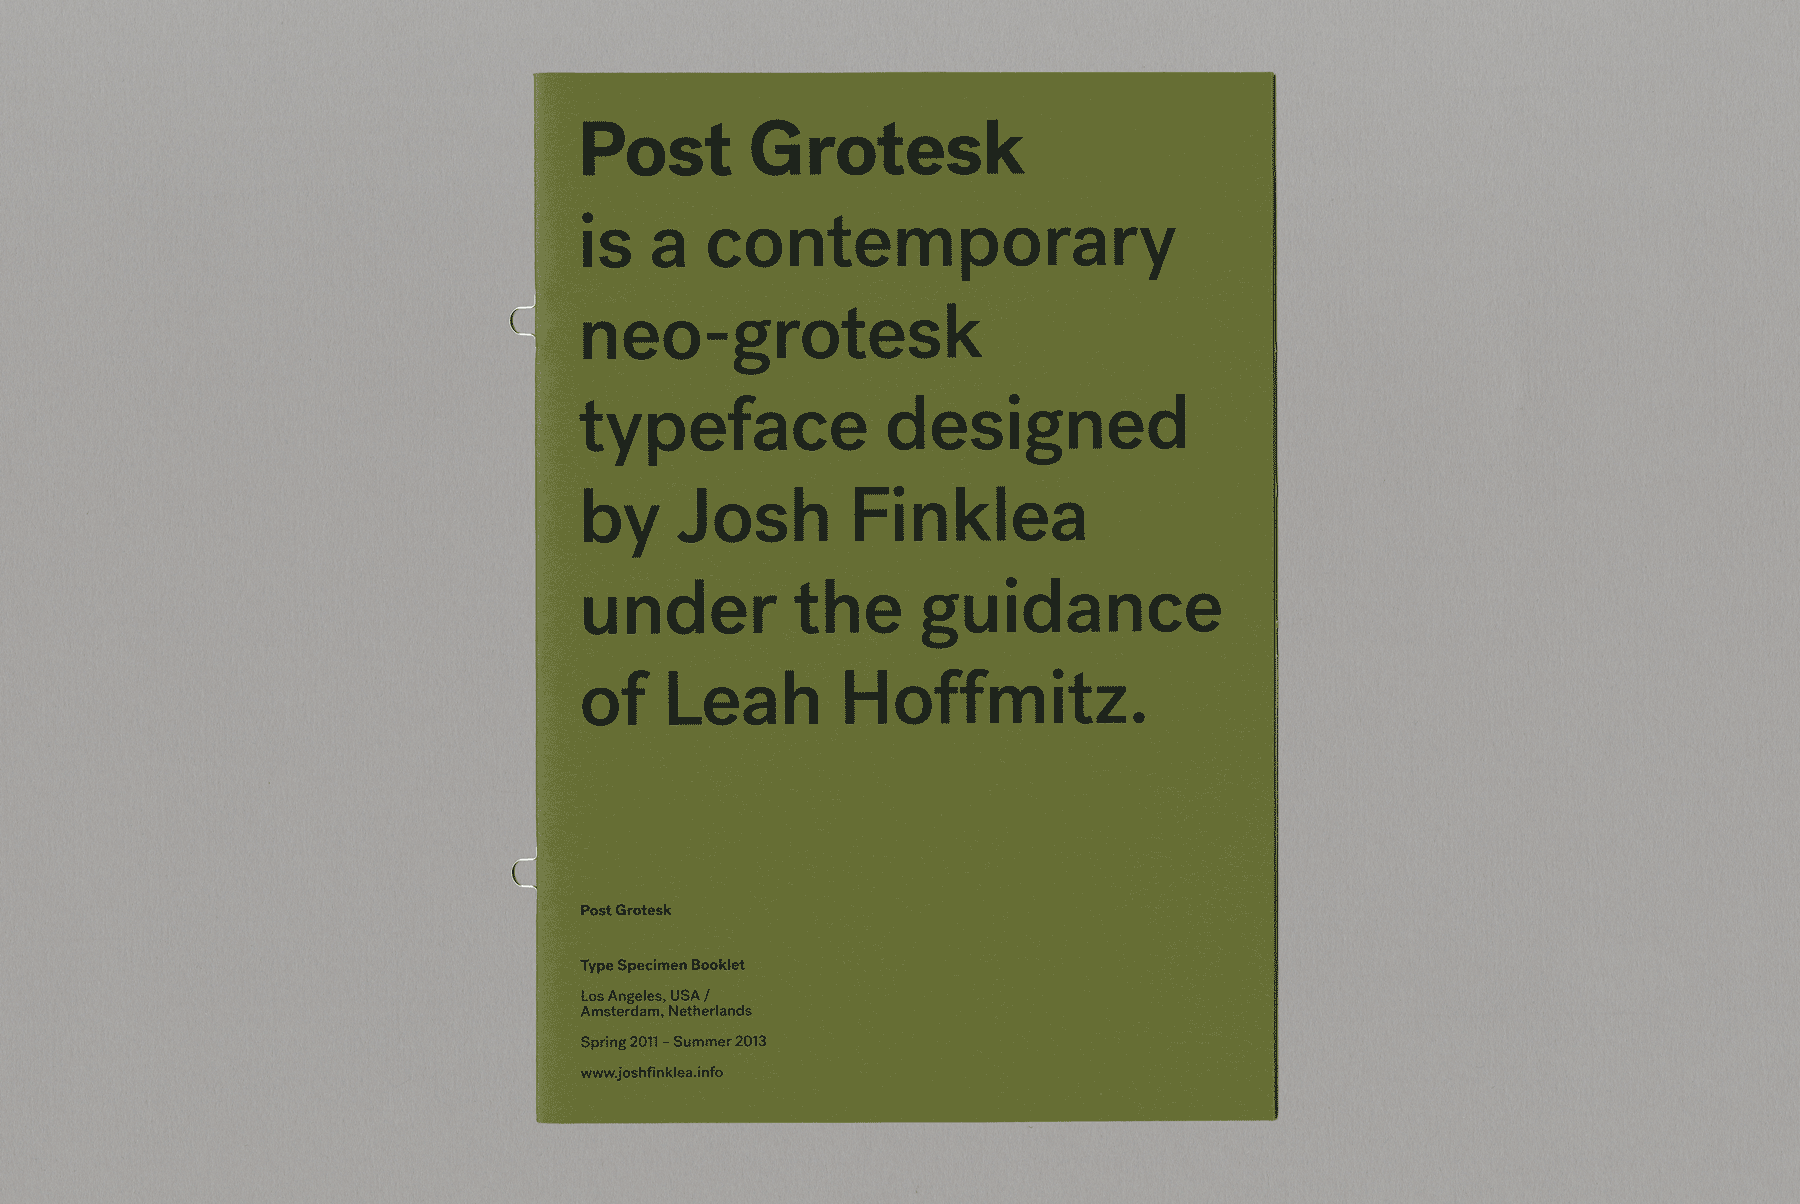 Post Grotesk
is a contemporary
neo-grotesk
typeface designed
by Josh Finklea
under the guidance
of Leah Hoffmitz.
Post Grotesk
Type Specimen Booklet
Los Angeles, USA /
Amsterdam, Netherlands
Spring 2011 – Summer 2013
www.joshfinklea.info